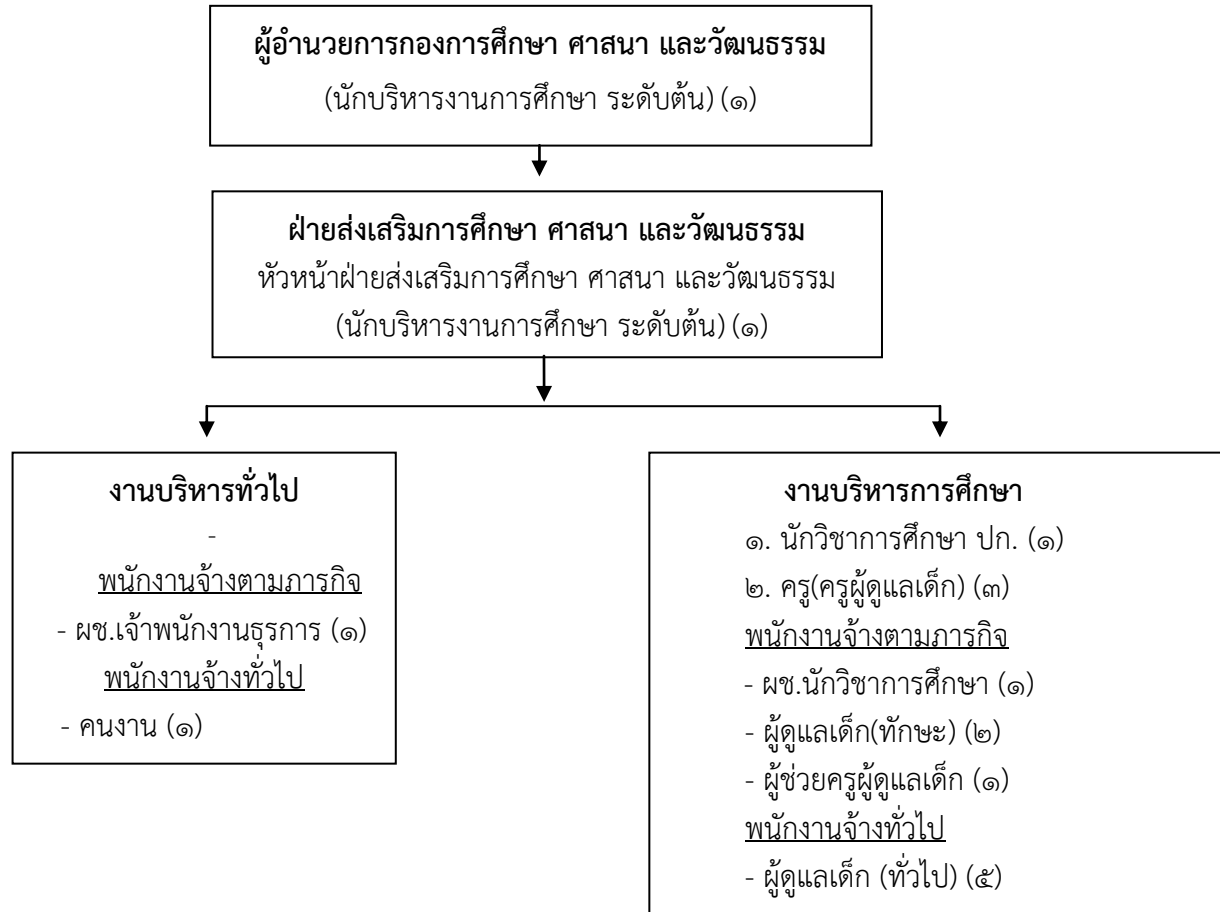 ผู้อำนวยการกองการศึกษา ศาสนา และวัฒนธรรม
(นักบริหารงานการศึกษา ระดับต้น) (๑)
ฝ่ายส่งเสริมการศึกษา ศาสนา และวัฒนธรรม
หัวหน้าฝ่ายส่งเสริมการศึกษา ศาสนา และวัฒนธรรม
(นักบริหารงานการศึกษา ระดับต้น) (๑)
งานบริหารทั่วไป
-
พนักงานจ้างตามภารกิจ
- ผช.เจ้าพนักงานธุรการ (๑)
พนักงานจ้างทั่วไป
- คนงาน (๑)
งานบริหารการศึกษา
๑. นักวิชาการศึกษา ปก. (๑)
๒. ครู(ครูผู้ดูแลเด็ก) (๓)
พนักงานจ้างตามภารกิจ
- ผช.นักวิชาการศึกษา (๑)
- ผู้ดูแลเด็ก(ทักษะ) (๒)
- ผู้ช่วยครูผู้ดูแลเด็ก (๑)
พนักงานจ้างทั่วไป
- ผู้ดูแลเด็ก (ทั่วไป) (๕)